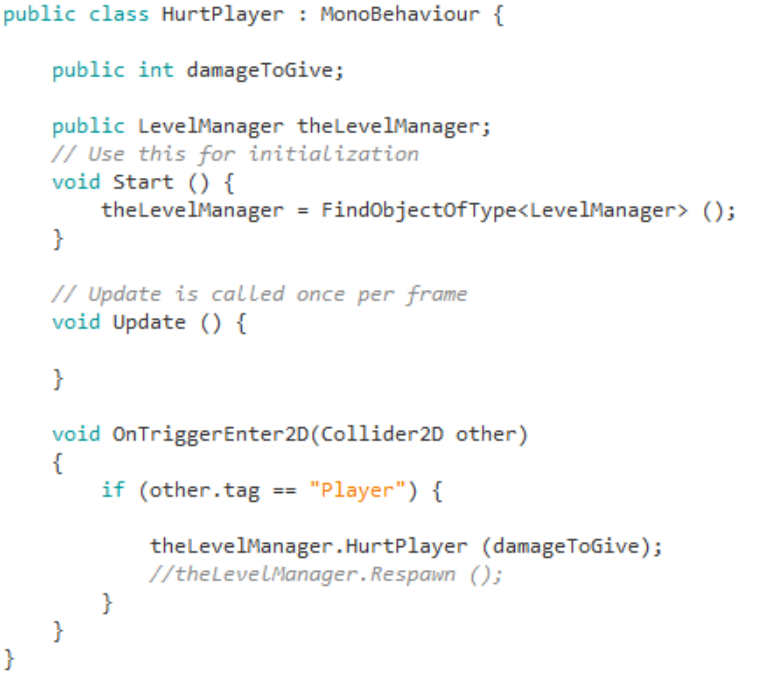 public class HurtPlayer : MonoBehaviour {
public int damageToGive;
public LevelManager theLevelManager;
// Use this for initialization
void Start () {
theLevelManager = FindObjectOfType<LevelManager> ();
}
// Update is called once per frame
void Update () {
}
void OnTriggerEnter2D(Collider2D other)
{
if (other.tag == "Player") {
theLevelManager.HurtPlayer (damageToGive);
//theLevelManager.Respawn ();
}
}
}